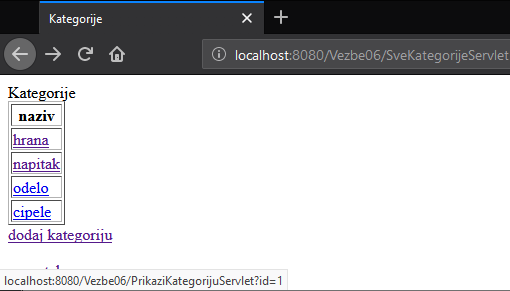 Kategorije
localhost:8080/Vezbe06/SveKategorijeServlet
Kategorije
naziv
hrana
napitak
odelo
cipele
dodaj kategoriju
localhost:8080/Vezbe06/PrikaziKategorijuServlet?id=1